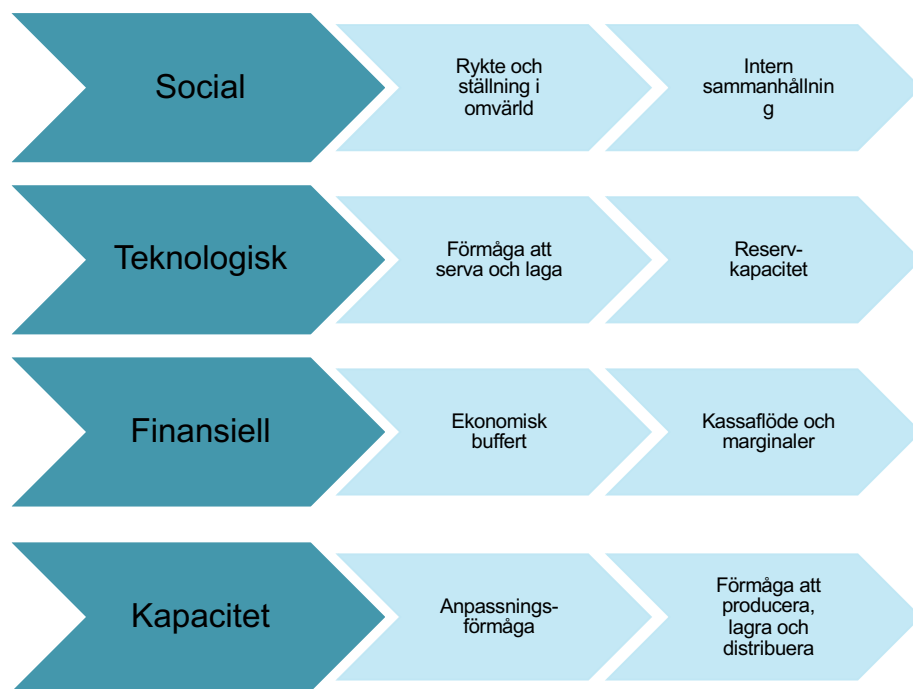 Social
Rykte och
ställning i
omvärld
Intern
sammanhållnin
g
Teknologisk
Förmåga att
serva och laga
Reserv-
kapacitet
Finansiell
Ekonomisk
buffert
Kassaflöde och
marginaler
Kapacitet
Anpassnings-
förmåga
Förmåga att
producera,
lagra och
distribuera